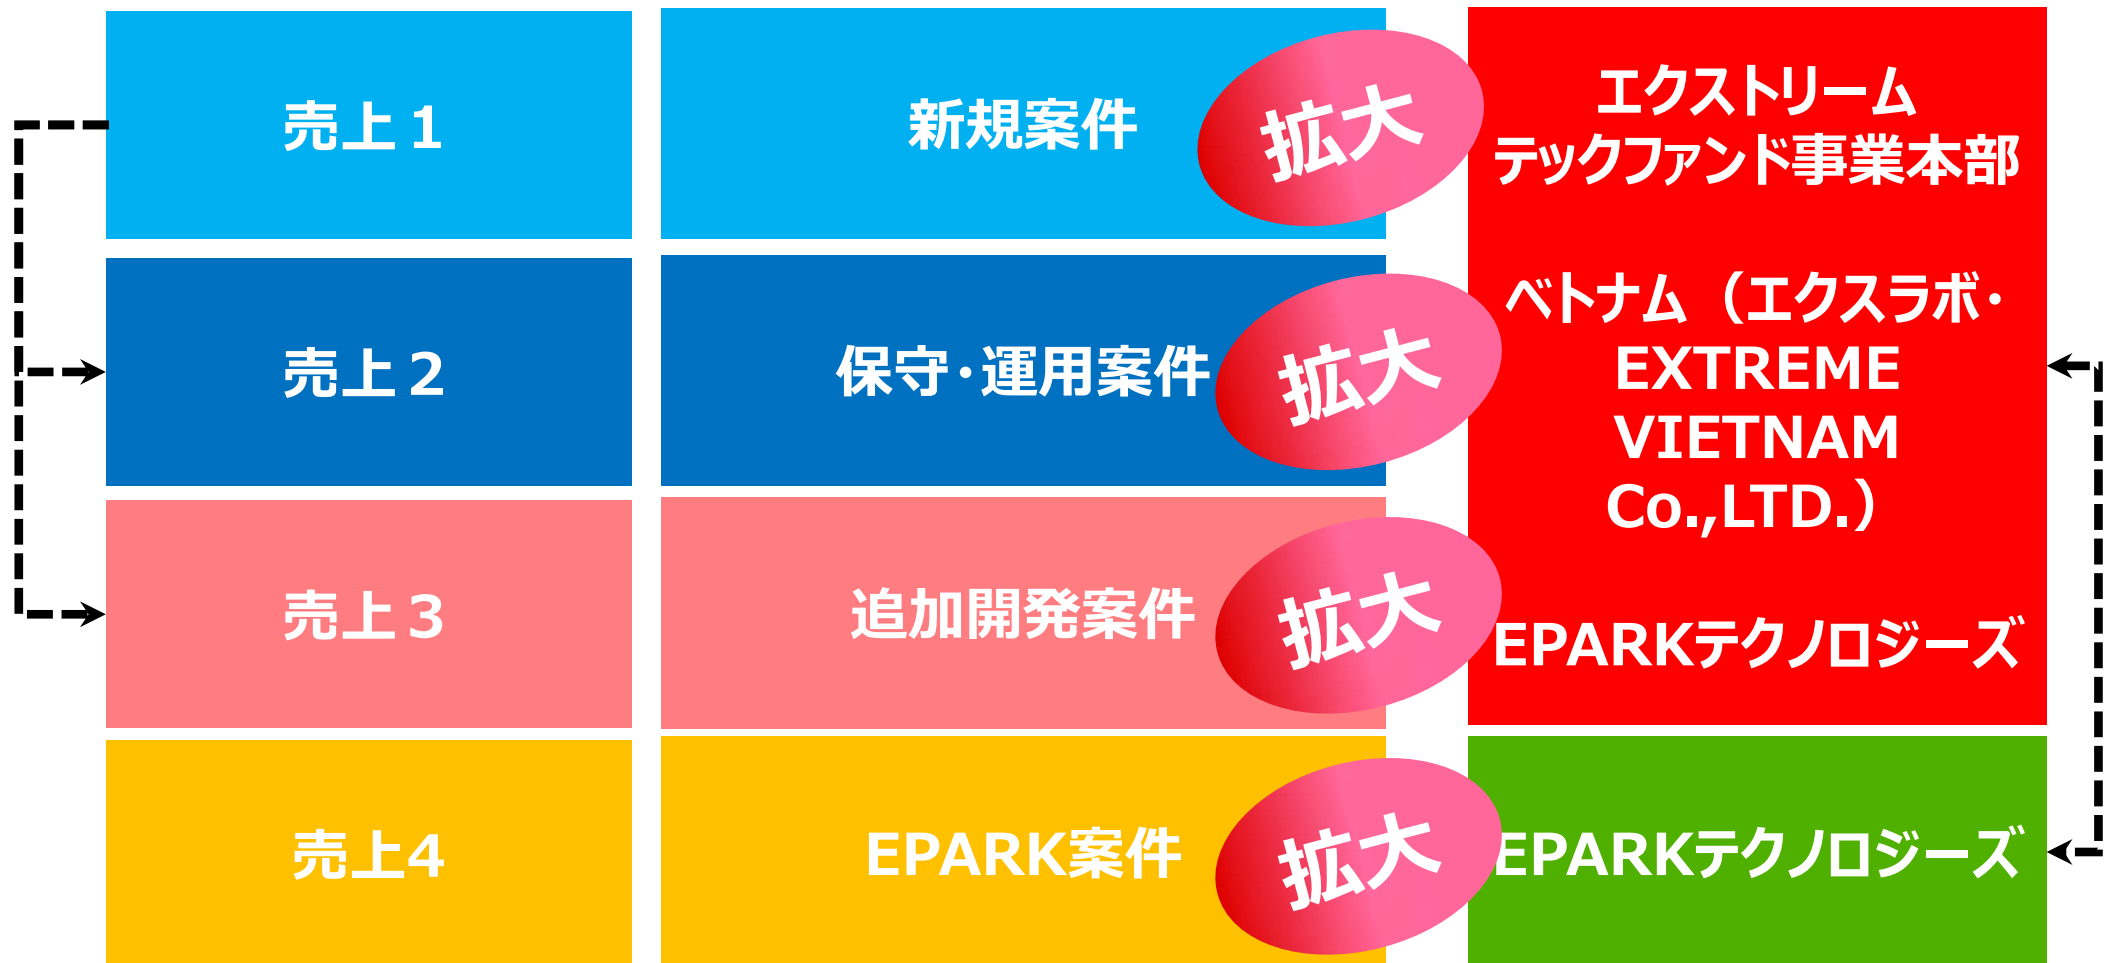 売上１
新規案件
拡大
エクストリーム
テックファンド事業本部
ベトナム（エクスラボ・
EXTREME
VIETNAM
Co.,LTD.）
EPARKテクノロジーズ
売上２
保守・運用案件
拡大
売上３
追加開発案件
拡大
売上4
EPARK案件
拡大
EPARKテクノロジーズ